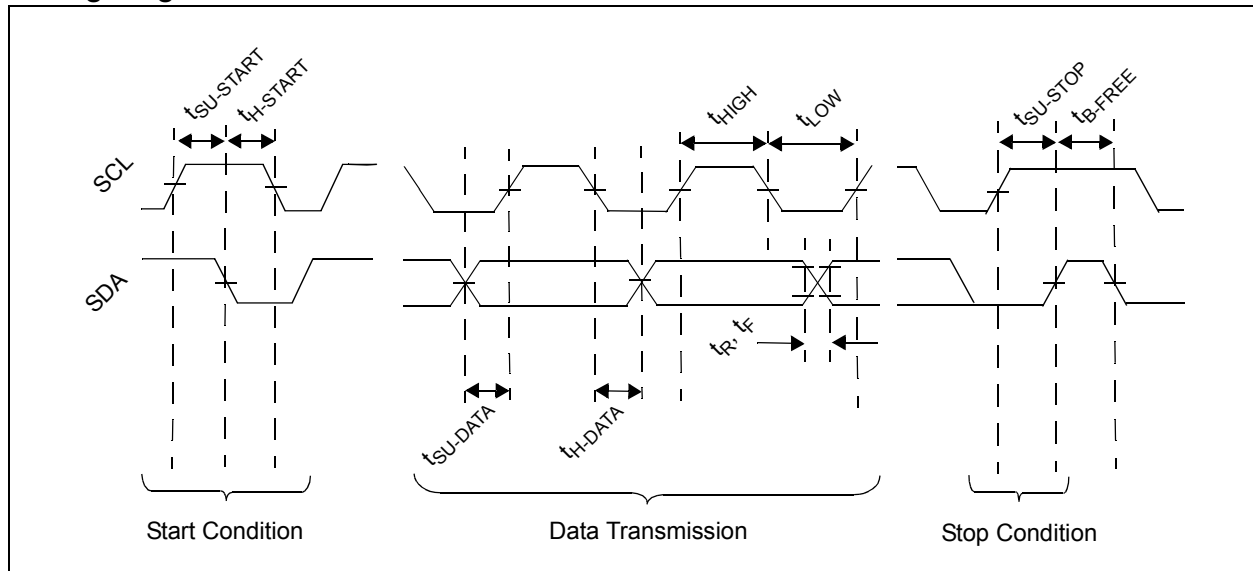 tSU-START
tH-START
tHIGH
tLOW
tSU-STOP
tB-FREE
SCL
SDA
tR, tF
tSU-DATA
tH-DATA
Start Condition
Data Transmission
Stop Condition